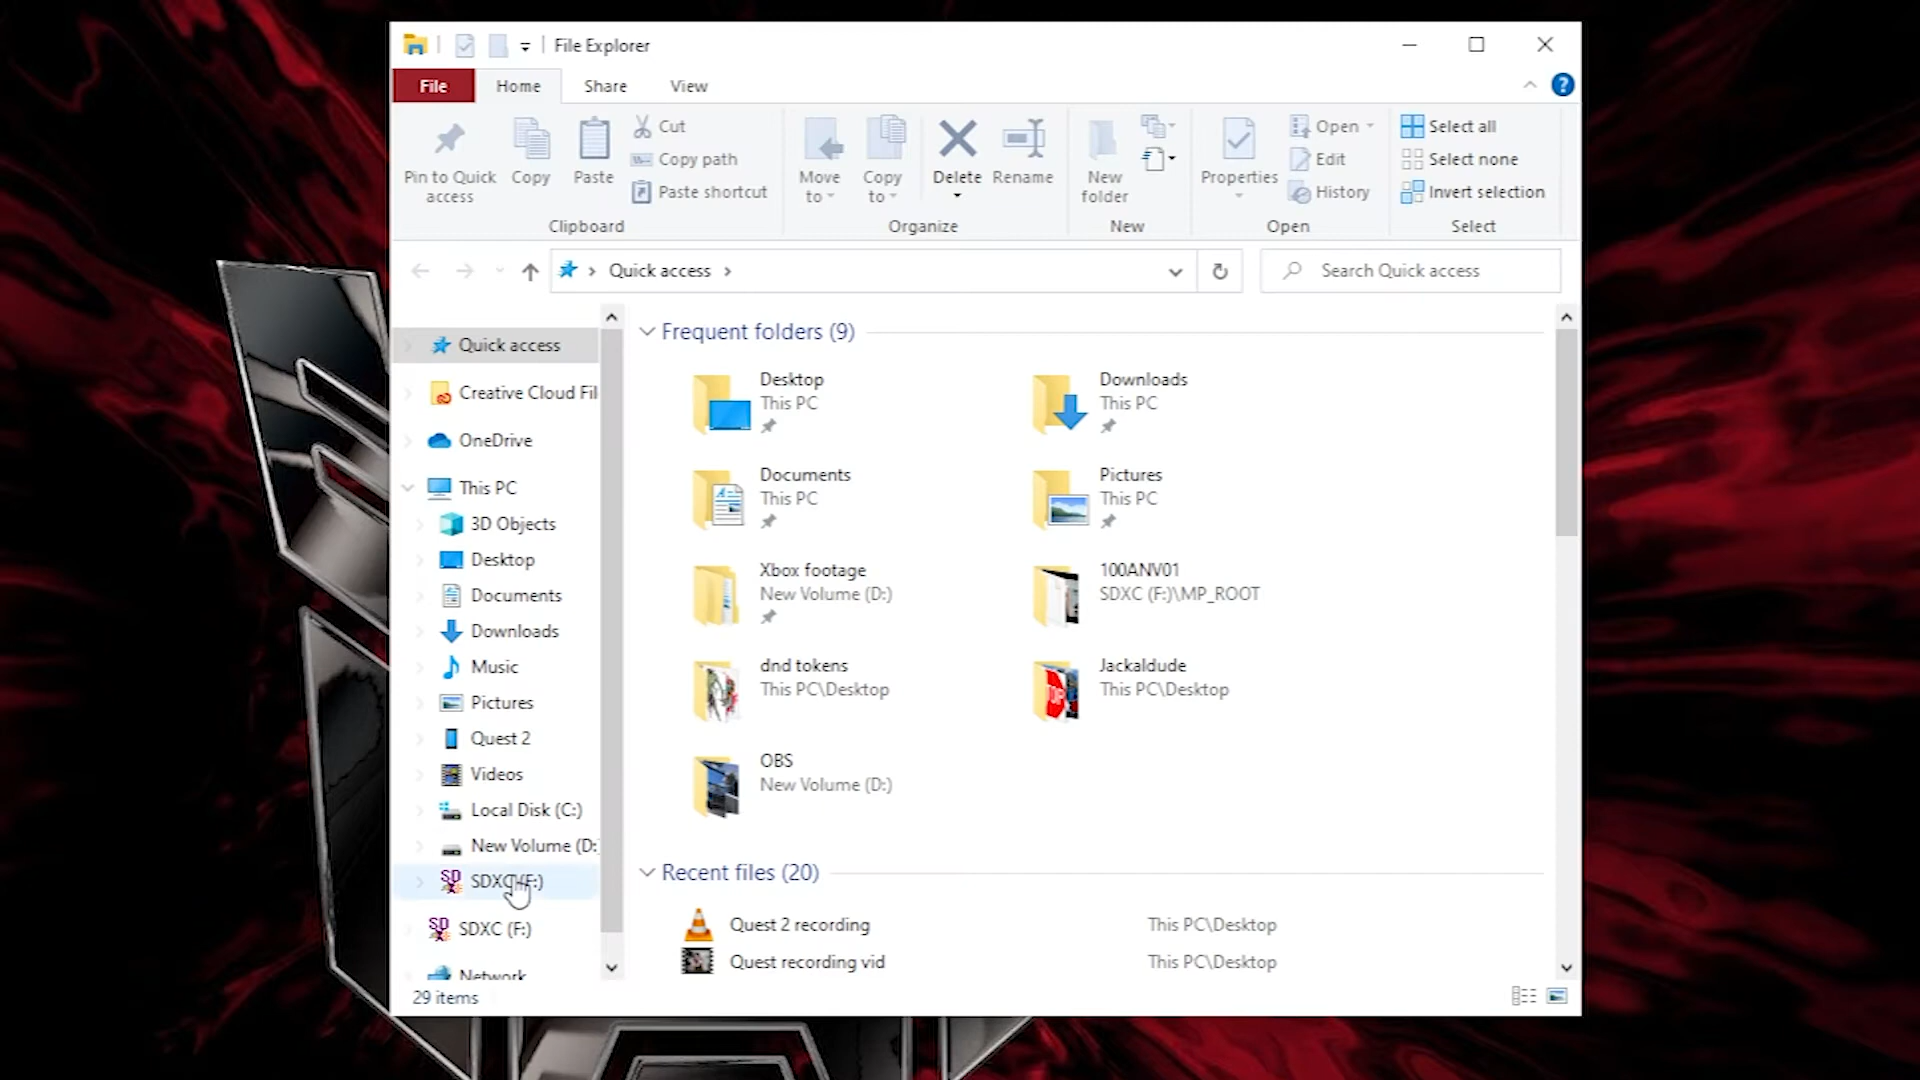 File Explorer
File Home Share View
Pin to Quick access
Copy
Paste
Cut
Copy path
Paste shortcut
Clipboard
Move to
Copy to
Delete
Rename
Organize
New folder
New
Properties
Open
Edit
History
Open
Select all
Select none
Invert selection
Select
Quick access
Search Quick access
Quick access
Creative Cloud Fil
OneDrive
This PC
3D Objects
Desktop
Documents
Downloads
Music
Pictures
Quest 2
Videos
Local Disk (C:)
New Volume (D:
SDXC (F:)
SDXC (F:)
Network
29 items
Frequent folders (9)
Desktop
This PC
Downloads
This PC
Documents
This PC
Pictures
This PC
Xbox footage
New Volume (D:)
100ANV01
SDXC (F:)\MP_ROOT
dnd tokens
This PC\Desktop
Jackaldude
This PC\Desktop
OBS
New Volume (D:)
Recent files (20)
Quest 2 recording This PC\Desktop
Quest recording vid This PC\Desktop